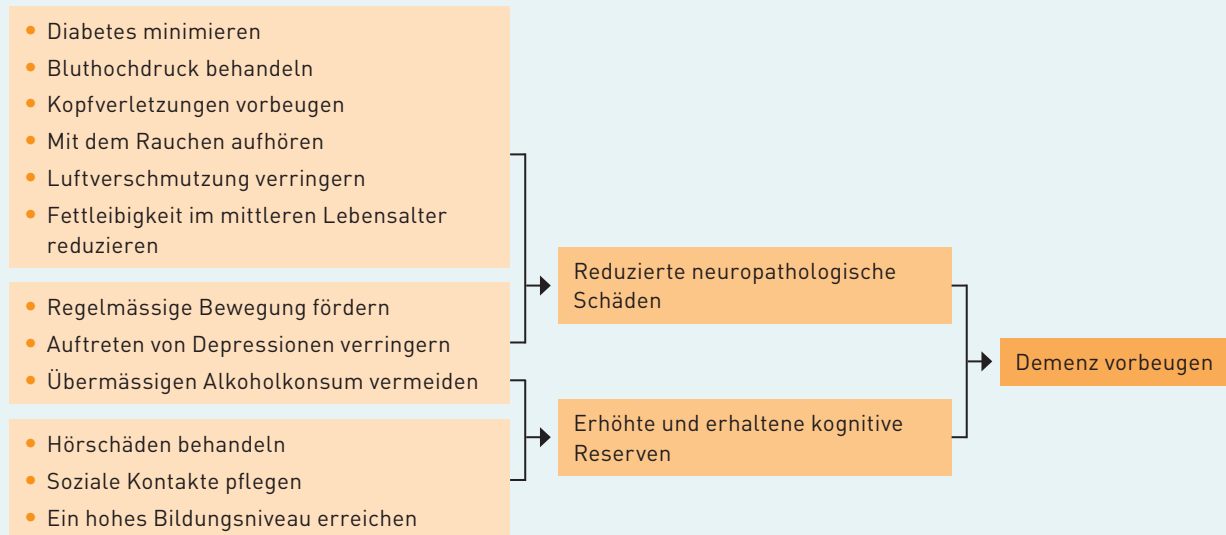 • Diabetes minimieren
• Bluthochdruck behandeln
• Kopfverletzungen vorbeugen
• Mit dem Rauchen aufhören
• Luftverschmutzung verringern
• Fettleibigkeit im mittleren Lebensalter
reduzieren
• Regelmässige Bewegung fördern
• Auftreten von Depressionen verringern
• Übermässigen Alkoholkonsum vermeiden
• Hörschäden behandeln
• Soziale Kontakte pflegen
• Ein hohes Bildungsniveau erreichen
Reduzierte neuropathologische
Schäden
Erhöhte und erhaltene kognitive
Reserven
Demenz vorbeugen